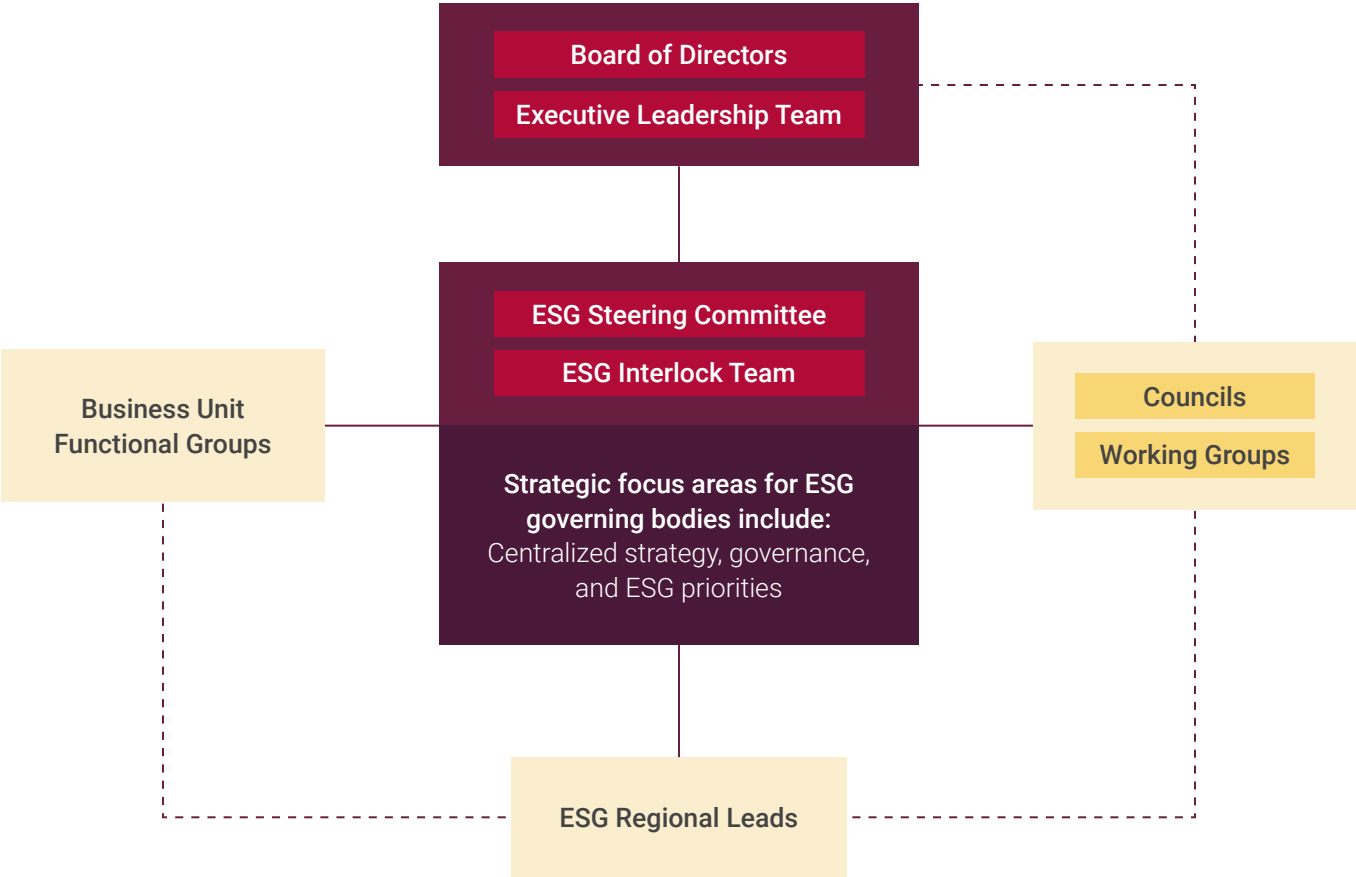 Board of Directors
Executive Leadership Team
ESG Steering Committee
ESG Interlock Team
Business Unit
Functional Groups
Councils
Working Groups
Strategic focus areas for ESG
governing bodies include:
Centralized strategy, governance,
and ESG priorities
ESG Regional Leads